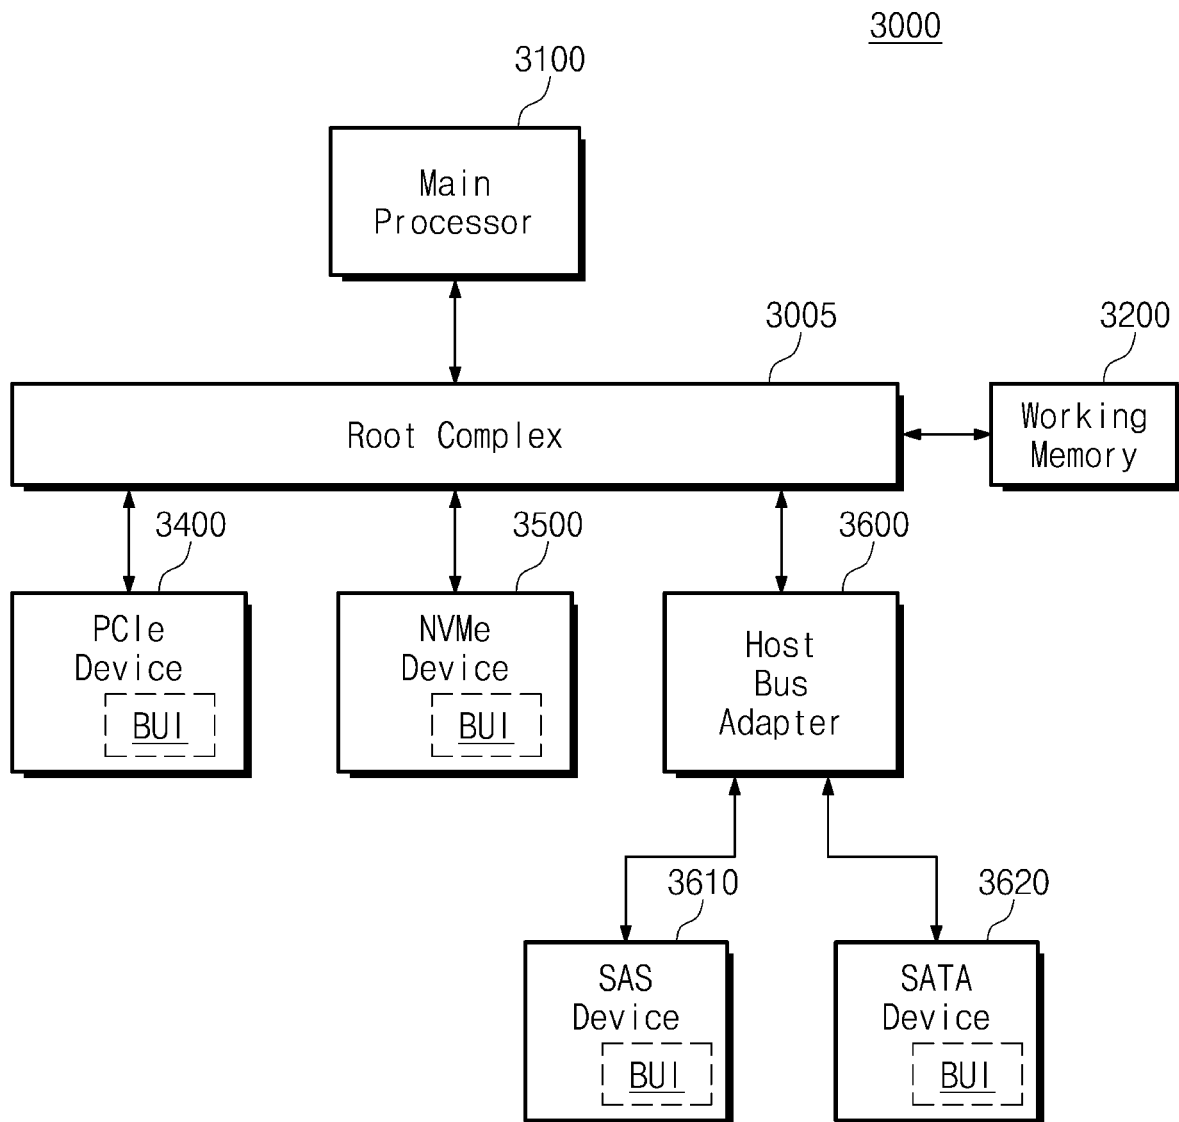 3000
3100
Main
Processor
3005
3200
Root Complex
Working
Memory
3400
3500
3600
PCIe
Device
BUI
NVMe
Device
BUI
Host
Bus
Adapter
3610
3620
SAS
Device
BUI
SATA
Device
BUI